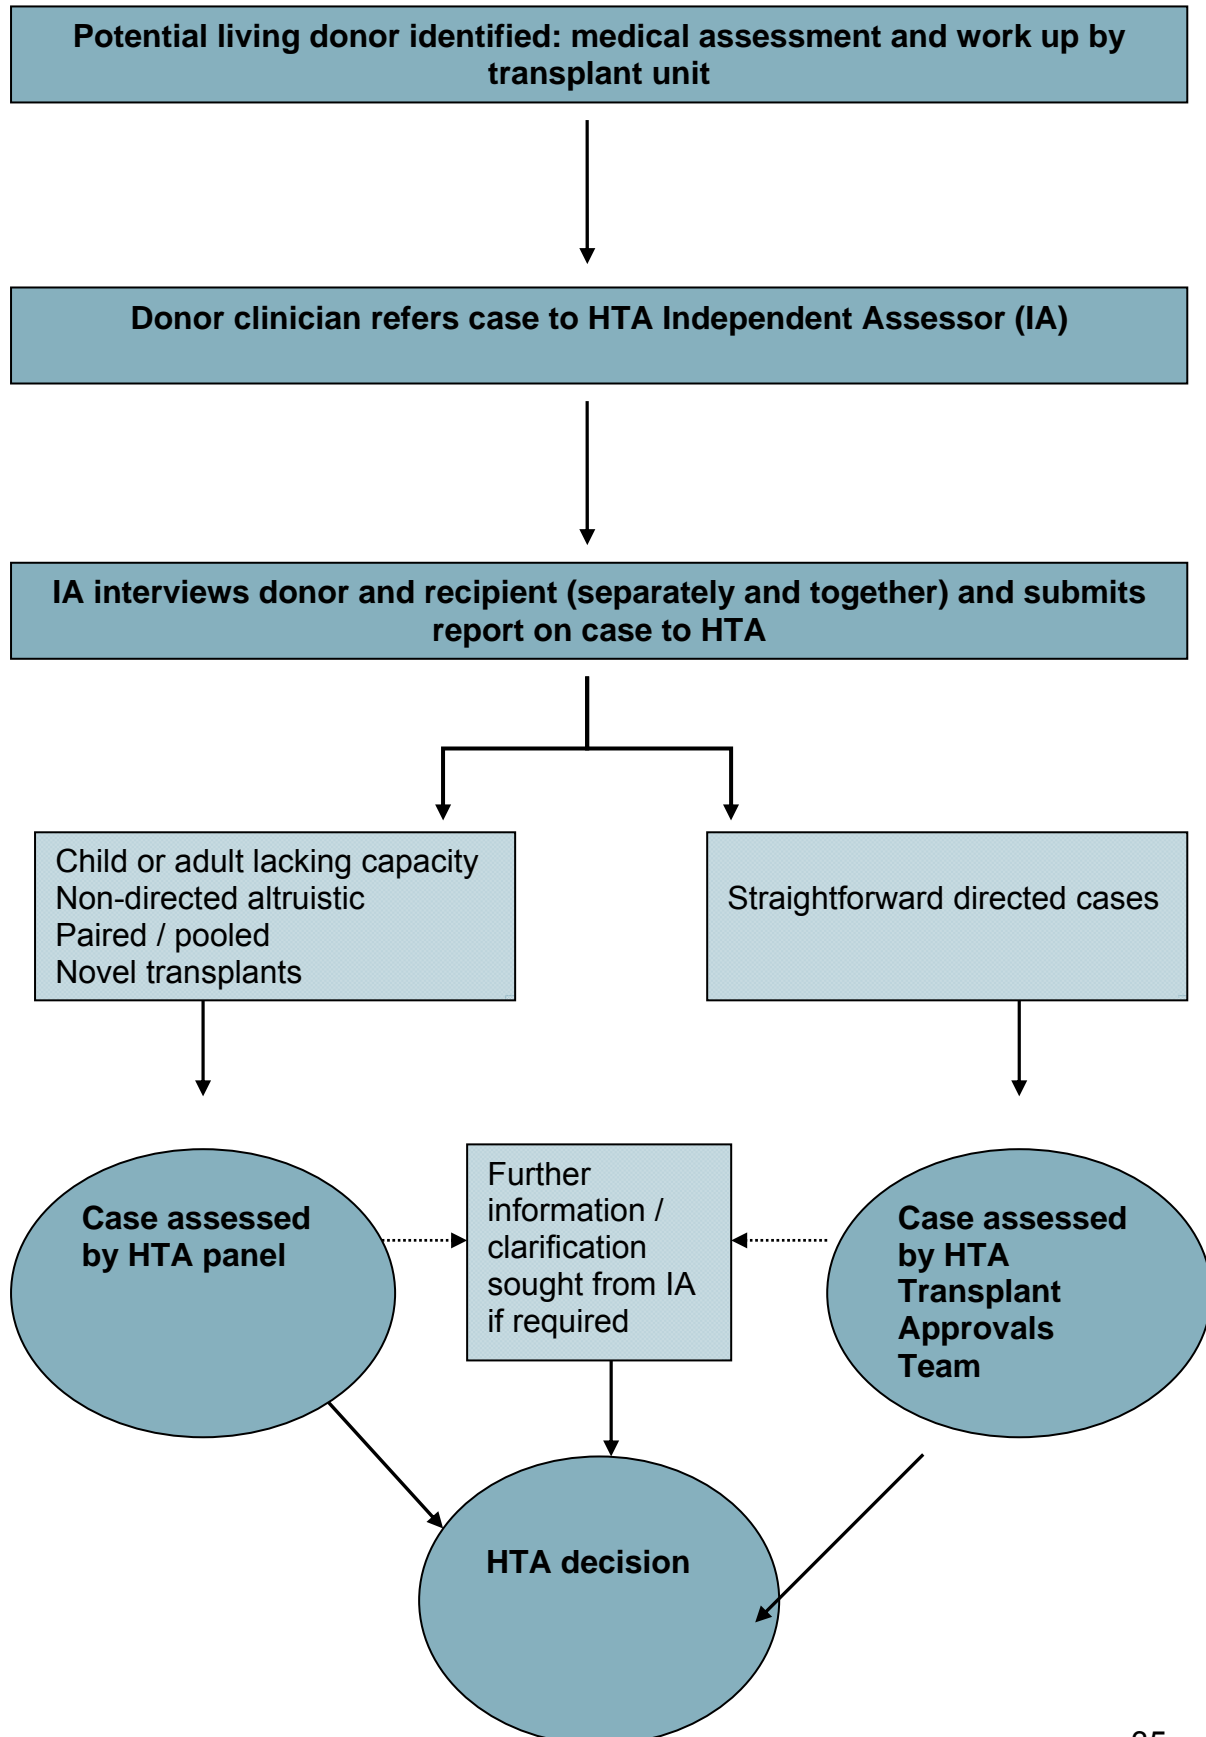 Potential living donor identified: medical assessment and work up by
transplant unit
Donor clinician refers case to HTA Independent Assessor (IA)
IA interviews donor and recipient (separately and together) and submits
report on case to HTA
Child or adult lacking capacity
Non-directed altruistic
Paired / pooled
Novel transplants
Straightforward directed cases
Case assessed
by HTA panel
Further
information /
clarification
sought from IA
if required
Case assessed
by HTA
Transplant
Approvals
Team
HTA decision